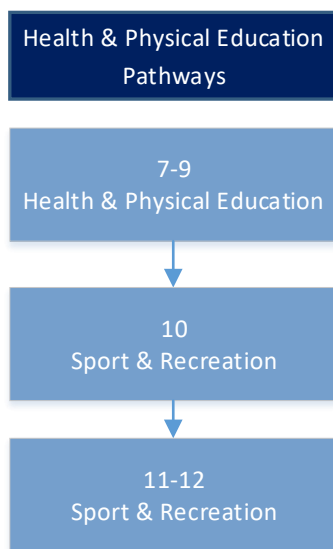 Health & Physical Education
Pathways
7-9
Health & Physical Education
10
Sport & Recreation
11-12
Sport & Recreation